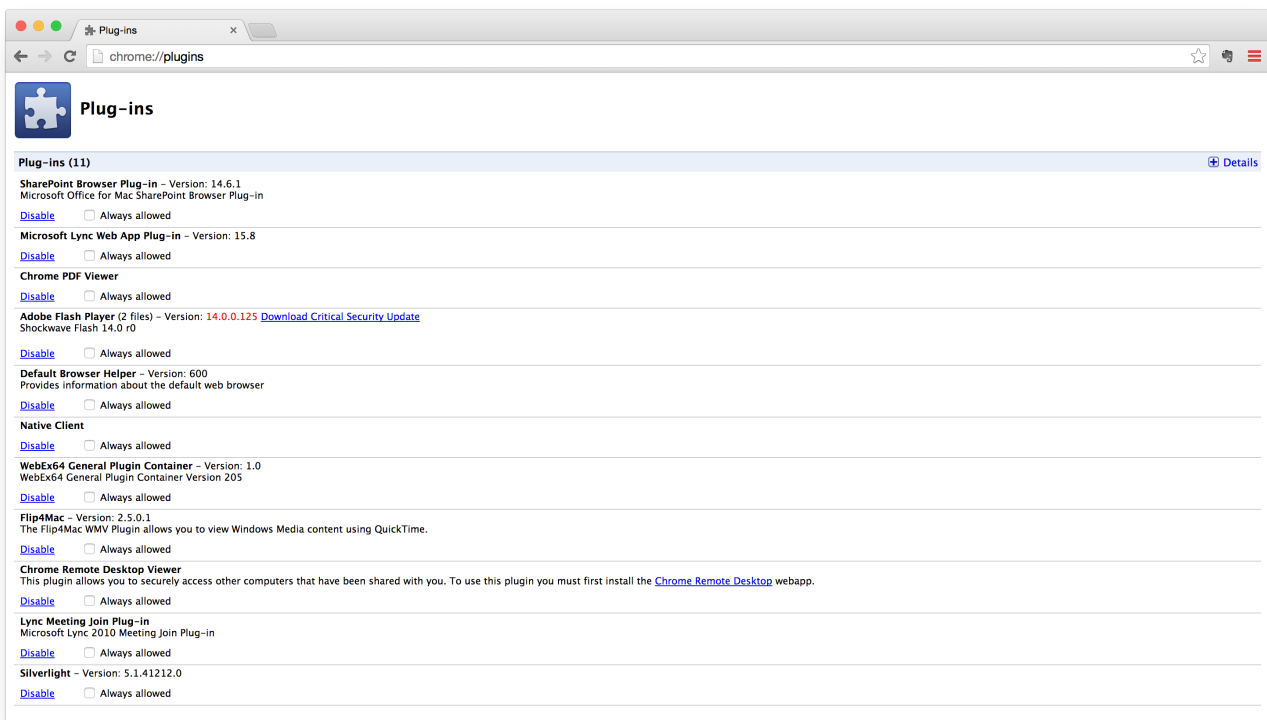 Plug-ins
chrome://plugins
Plug-ins
Plug-ins (11)
Details
SharePoint Browser Plug-in - Version: 14.6.1
Microsoft Office for Mac SharePoint Browser Plug-in
Disable Always allowed
Microsoft Lync Web App Plug-in - Version: 15.8
Disable Always allowed
Chrome PDF Viewer
Disable Always allowed
Adobe Flash Player (2 files) - Version: 14.0.0.125 Download Critical Security Update
Shockwave Flash 14.0 r0
Disable Always allowed
Default Browser Helper - Version: 600
Provides information about the default web browser
Disable Always allowed
Native Client
Disable Always allowed
WebEx64 General Plugin Container - Version: 1.0
WebEx64 General Plugin Container Version 205
Disable Always allowed
Flip4Mac - Version: 2.5.0.1
The Flip4Mac WMV Plugin allows you to view Windows Media content using QuickTime.
Disable Always allowed
Chrome Remote Desktop Viewer
This plugin allows you to securely access other computers that have been shared with you. To use this plugin you must first install the Chrome Remote Desktop webapp.
Disable Always allowed
Lync Meeting Join Plug-in
Microsoft Lync 2010 Meeting Join Plug-in
Disable Always allowed
Silverlight - Version: 5.1.41212.0
Disable Always allowed